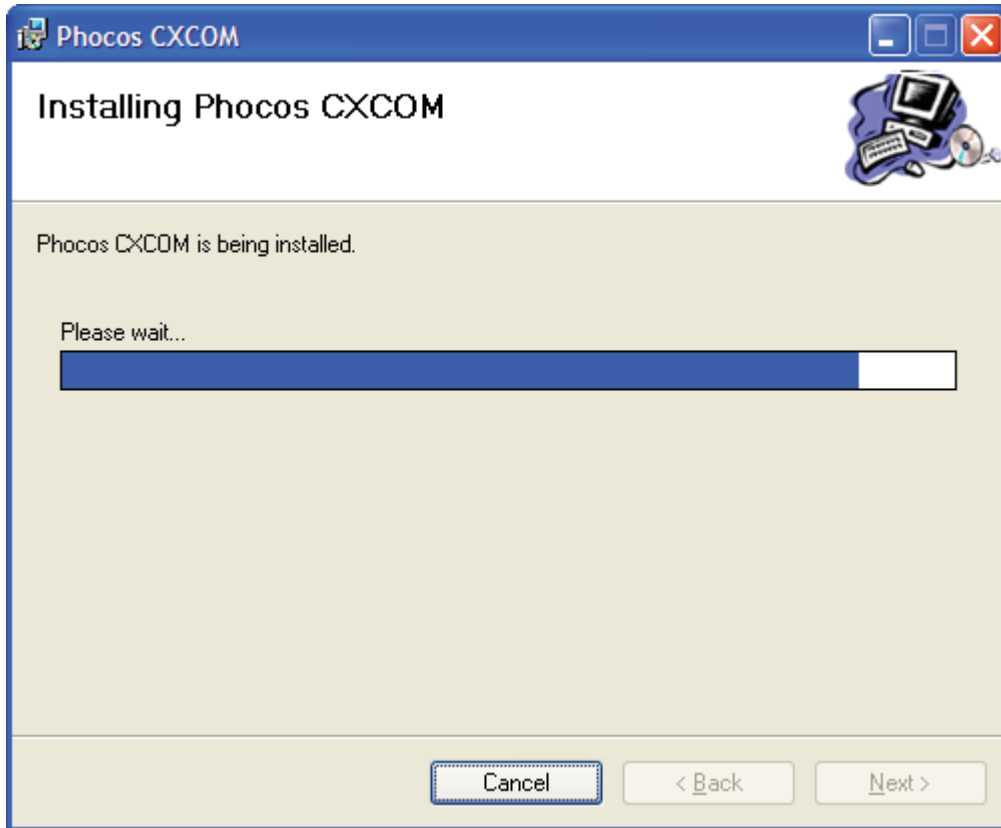 Phocos CXCOM
Installing Phocos CXCOM
Phocos CXCOM is being installed.
Please wait...
Cancel
< Back
Next >